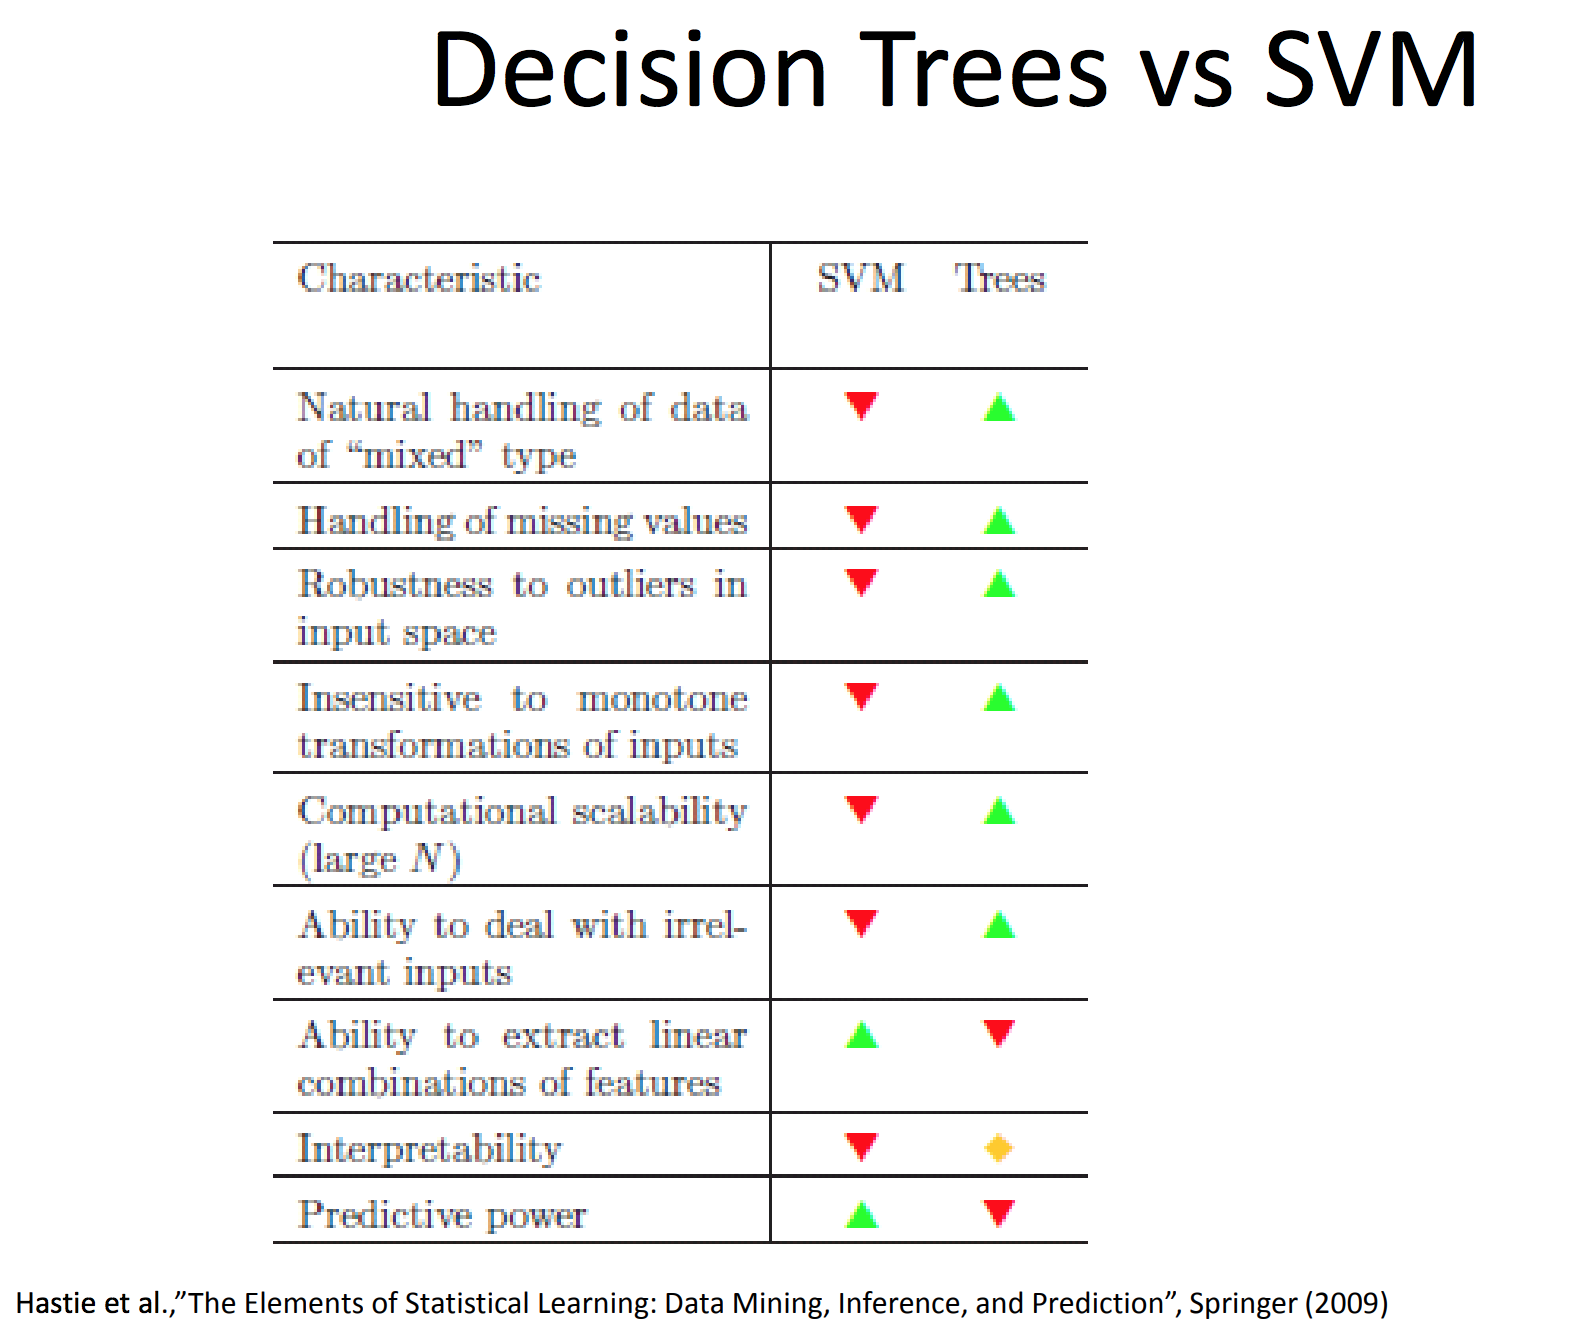 Decision Trees vs SVM
Characteristic SVM Trees
Natural handling of data
of “mixed” type
Handling of missing values
Robustness to outliers in
input space
Insensitive to monotone
transformations of inputs
Computational scalability
(large N)
Ability to deal with irrel-
evant inputs
Ability to extract linear
combinations of features
Interpretability
Predictive power
Hastie et al.,”The Elements of Statistical Learning: Data Mining, Inference, and Prediction”, Springer (2009)